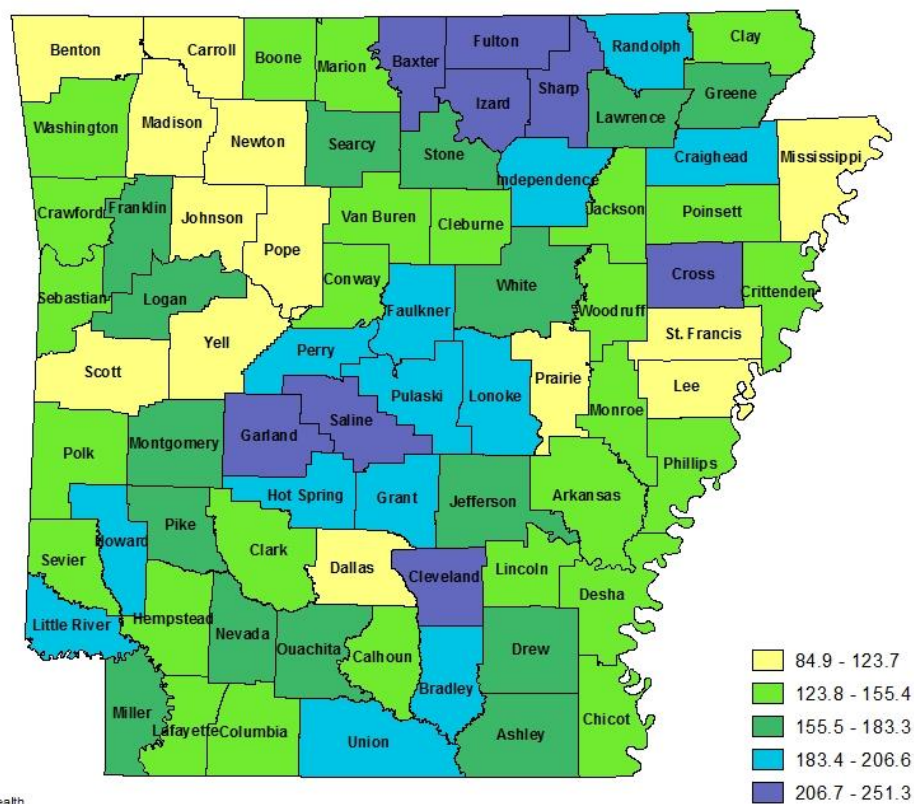 Benton
Carroll
Boone
Marion
Baxter
Fulton
Randolph
Clay
Izard
Sharp
Greene
Washington
Madison
Newton
Searcy
Stone
Lawrence
Independence
Craighead
Mississippi
Crawford
Franklin
Johnson
Pope
Van Buren
Cleburne
Jackson
Poinsett
Sebastian
Logan
Conway
Faulkner
White
Woodruff
Cross
Crittenden
Scott
Yell
Perry
Pulaski
Lonoke
Prairie
St. Francis
Lee
Monroe
Polk
Montgomery
Garland
Saline
Hot Spring
Grant
Jefferson
Arkansas
Phillips
Howard
Pike
Sevier
Clark
Dallas
Cleveland
Lincoln
Desha
Little River
Hempstead
Nevada
Ouachita
Calhoun
Bradley
Drew
Miller
Lafayette
Columbia
Union
Ashley
Chicot
84.9 - 123.7
123.8 - 155.4
155.5 - 183.3
183.4 - 206.6
206.7 - 251.3